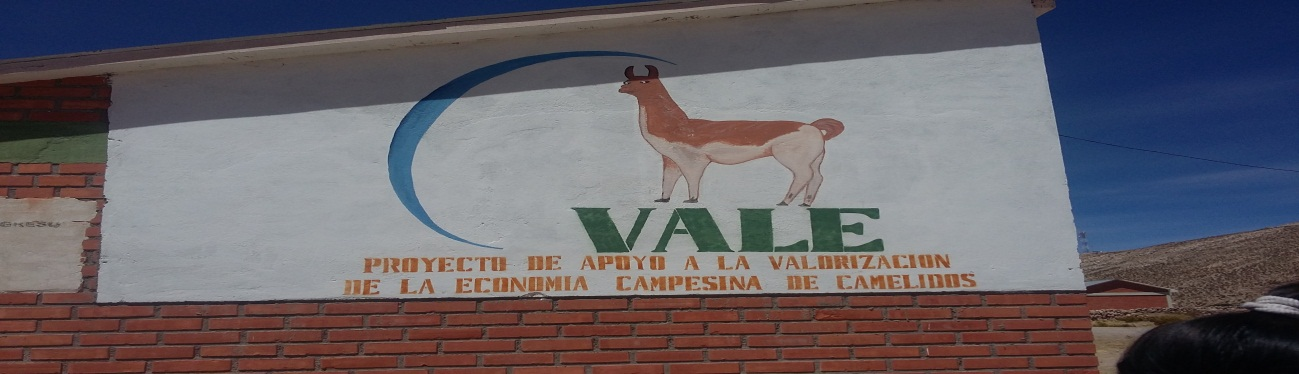 VALE
PROYECTO DE APOYO A LA VALORIZACION
DE LA ECONOMIA CAMPESINA DE CAMELIDOS